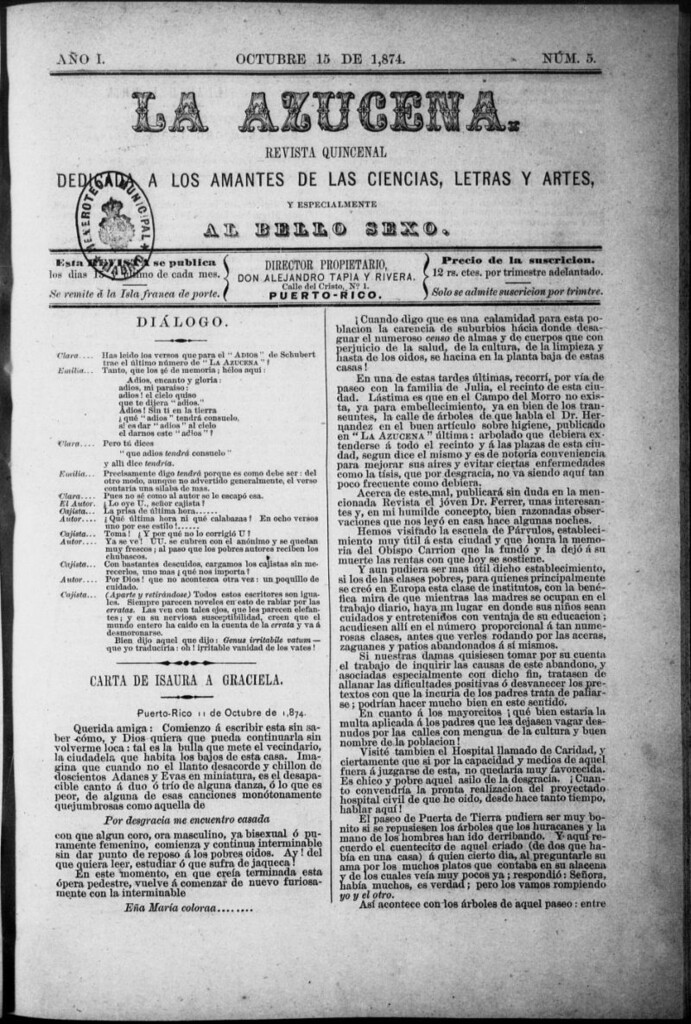 AÑO I.
OCTUBRE 15 DE 1,874.
NÚM. 5.
LA AZUCENA.
REVISTA QUINCENAL
DEDICADA A LOS AMANTES DE LAS CIENCIAS, LETRAS Y ARTES,
Y ESPECIALMENTE
AL BELLO SEXO.
HEMEROTECA MUNICIPAL
MADRID
Esta REVISTA se publica
los dias 15 y último de cada mes.
Se remite á la Isla franca de porte.
DIRECTOR PROPIETARIO,
DON ALEJANDRO TAPIA Y RIVERA.
Calle del Cristo, Nº 1.
PUERTO-RICO.
Precio de la suscricion.
12 rs. ctes. por trimestre adelantado.
Solo se admite suscricion por trimtre.
DIÁLOGO.
Clara.... Has leido los versos que para el "ADIOS" de Schubert
trae el último número de "LA AZUCENA"?
Emilia... Tanto, que los sé de memoria; hélos aquí:
Adios, encanto y gloria:
adios, mi paraiso:
adios! el cielo quiso
que te dijera "adios."
Adios! Sin tí en la tierra
¡qué "adios" tendrá consuelo,
si es dar "adios" al cielo
el darnos este "adios"?
Clara.... Pero tú dices
"que adios tendrá consuelo"
y allí dice tendría.
Emilia... Precisamente digo tendrá porque es como debe ser: del
otro modo, aunque no advertido generalmente, el verso
contaria una sílaba de mas.
Clara.... Pues no sé como al autor se le escapó esa.
El Autor. ¿Lo oye U., señor cajista?
Cajista.. La prisa de última hora......
Autor.... ¡Qué última hora ni qué calabazas! En ocho versos
uno por ese estilo!......
Cajista.. Toma! ¿Y por qué no lo corrigió U?
Autor.... Ya se ve! UU. se cubren con el anónimo y se quedan
muy frescos; al paso que los pobres autores reciben los
chubascos.
Cajista.. Con bastantes descuidos, cargamos los cajistas sin me-
recerlos, uno mas ¿qué nos importa?
Autor.... Por Dios! que no acontezca otra vez: un poquillo de
cuidado.
Cajista.. (Aparte y retirándose) Todos estos escritores son igua-
les. Siempre parecen noveles en esto de rabiar por las
erratas. Las ven con tales ojos, que les parecen elefan-
tes; y en su nerviosa susceptibilidad, creen que el
mundo entero ha caido en la cuenta de la errata y va á
desmoronarse.
Bien dijo aquel que dijo: Genus irritabile vatum—
que yo traduciría: oh! irritable vanidad de los vates!
CARTA DE ISAURA A GRACIELA.
Puerto-Rico 11 de Octubre de 1,874.
Querida amiga: Comienzo á escribir esta sin sa-
ber cómo, y Dios quiera que pueda continuarla sin
volverme loca: tal es la bulla que mete el vecindario,
la ciudadela que habita los bajos de esta casa. Imagi-
na que cuando no el llanto desacorde y chillon de
doscientos Adanes y Evas en miniatura, es el desapa-
cible canto á duo ó trío de alguna danza, ó lo que es
peor, de alguna de esas canciones monótonamente
quejumbrosas como aquella de
Por desgracia me encuentro casada
con que algun coro, ora masculino, ya bisexual ó pu-
ramente femenino, comienza y continua interminable
sin dar punto de reposo á los pobres oidos. Ay! del
que quiera leer, estudiar ó que sufra de jaqueca!
En este momento, en que creía terminada esta
ópera pedestre, vuelve á comenzar de nuevo furiosa-
mente con la interminable
Eña María coloraa........
¡Cuando digo que es una calamidad para esta po-
blacion la carencia de suburbios hácia donde desa-
guar el numeroso censo de almas y de cuerpos que con
perjuicio de la salud, de la cultura, de la limpieza y
hasta de los oidos, se hacina en la planta baja de estas
casas!
En una de estas tardes últimas, recorrí, por vía de
paseo con la familia de Julia, el recinto de esta ciu-
dad. Lástima es que en el Campo del Morro no exis-
ta, ya para embellecimiento, ya en bien de los tran-
seuntes, la calle de árboles de que habla el Dr. Her-
nandez en el buen artículo sobre higiene, publicado
en "LA AZUCENA" última: arbolado que debiera ex-
tenderse á todo el recinto y á las plazas de esta ciu-
dad, segun dice el mismo y es de notoria conveniencia
para mejorar sus aires y evitar ciertas enfermedades
como la tísis, que por desgracia, no va siendo aquí tan
poco frecuente como debiera.
Acerca de este mal, publicará sin duda en la men-
cionada Revista el jóven Dr. Ferrer, unas interesan-
tes y, en mi humilde concepto, bien razonadas obser-
vaciones que nos leyó en casa hace algunas noches.
Hemos visitado la escuela de Párvulos, estableci-
miento muy útil á esta ciudad y que honra la memo-
ria del Obispo Carrion que la fundó y la dejó á su
muerte las rentas con que hoy se sostiene.
Y aun pudiera ser mas útil dicho establecimiento,
si los de las clases pobres, para quienes principalmente
se creó en Europa esta clase de institutos, con la bené-
fica mira de que mientras las madres se ocupan en el
trabajo diario, haya un lugar en donde sus niños sean
cuidados y entretenidos con ventaja de su educacion;
acudiesen allí en el número proporcional á tan nume-
rosas clases, antes que verles rodando por las aceras,
zaguanes y patios abandonados á sí mismos.
Si nuestras damas quisiesen tomar por su cuenta
el trabajo de inquirir las causas de este abandono, y
asociadas especialmente con dicho fin, tratasen de
allanar las dificultades positivas ó desvanecer los pre-
textos con que la incuria de los padres trata de paliar-
se; podrían hacer mucho bien en este sentido.
En cuanto á los mayorcitos ¡qué bien estaría la
multa aplicada á los padres que les dejasen vagar des-
nudos por las calles con mengua de la cultura y buen
nombre de la poblacion!
Visité tambien el Hospital llamado de Caridad, y
ciertamente que si por la capacidad y medios de aquel
fuera á juzgarse de esta, no quedaría muy favorecida.
Es chico y pobre aquel asilo de la desgracia. ¡Cuan-
to convendría la pronta realizacion del proyectado
hospital civil de que he oido, desde hace tanto tiempo,
hablar aquí!
El paseo de Puerta de Tierra pudiera ser muy bo-
nito si se repusiesen los árboles que los huracanes y la
mano de los hombres han ido derribando. Y aquí re-
cuerdo el cuentecito de aquel criado (de dos que ha-
bía en una casa) á quien cierto dia, al preguntarle su
ama por los muchos platos que contaba en su alacena
y de los cuales veía muy pocos ya; respondió: Señora,
había muchos, es verdad; pero los vamos rompiendo
yo y el otro.
Así acontece con los árboles de aquel paseo: entre